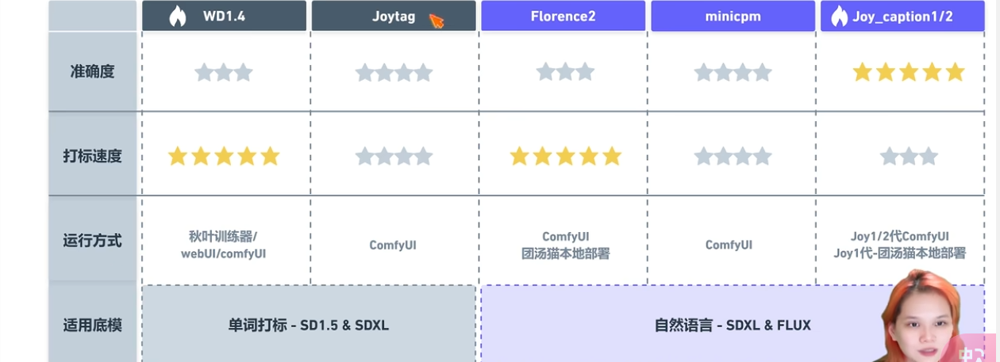 WD1.4 Joytag Florence2 minicpm Joy_caption1/2
准确度
打标速度
运行方式
秋叶训练器/
webUI/comfyUI
ComfyUI
ComfyUI
团汤猫本地部署
ComfyUI
Joy1/2代ComfyUI
Joy1代-团汤猫本地部署
适用底模
单词打标 - SD1.5 & SDXL
自然语言 - SDXL & FLUX